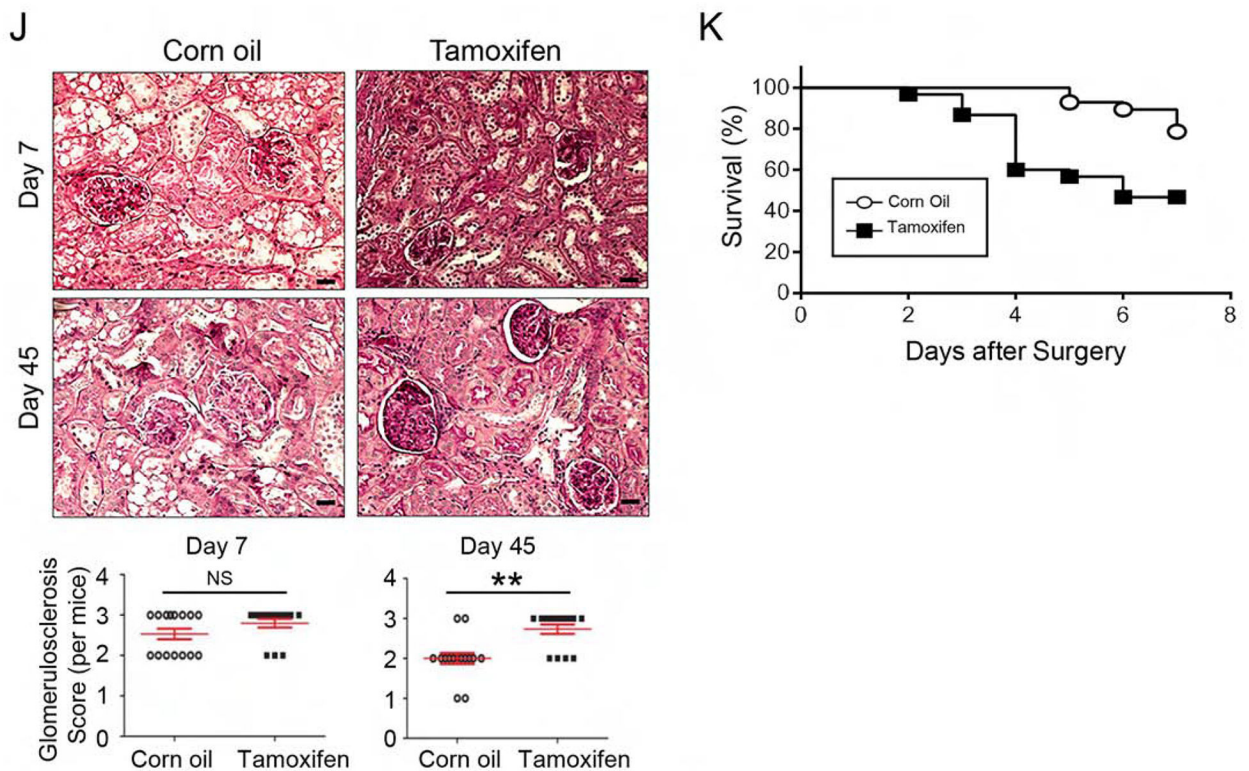 J
Corn oil Tamoxifen
Day 7
Day 45
Day 7
Glomerulosclerosis
Score (per mice)
4
3
2
1
0
NS
Corn oil Tamoxifen
Day 45
4
3
2
1
0
**
Corn oil Tamoxifen
K
Survival (%)
100
80
60
40
20
0
Corn Oil
Tamoxifen
0 2 4 6 8
Days after Surgery